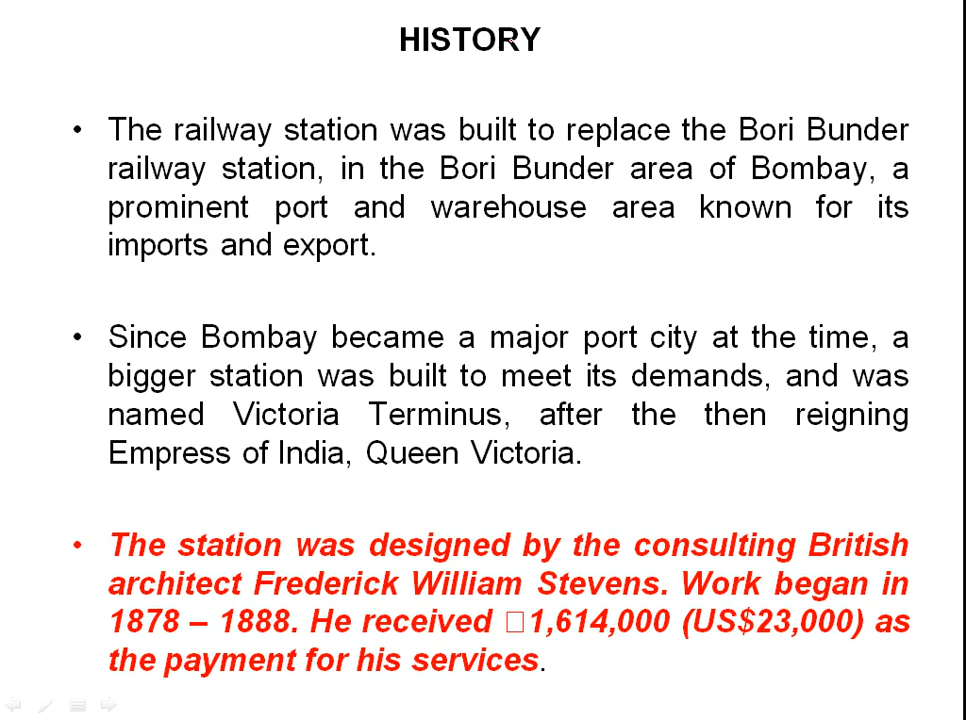 HISTORY
• The railway station was built to replace the Bori Bunder
railway station, in the Bori Bunder area of Bombay, a
prominent port and warehouse area known for its
imports and export.
• Since Bombay became a major port city at the time, a
bigger station was built to meet its demands, and was
named Victoria Terminus, after the then reigning
Empress of India, Queen Victoria.
• The station was designed by the consulting British
architect Frederick William Stevens. Work began in
1878 – 1888. He received □1,614,000 (US$23,000) as
the payment for his services.